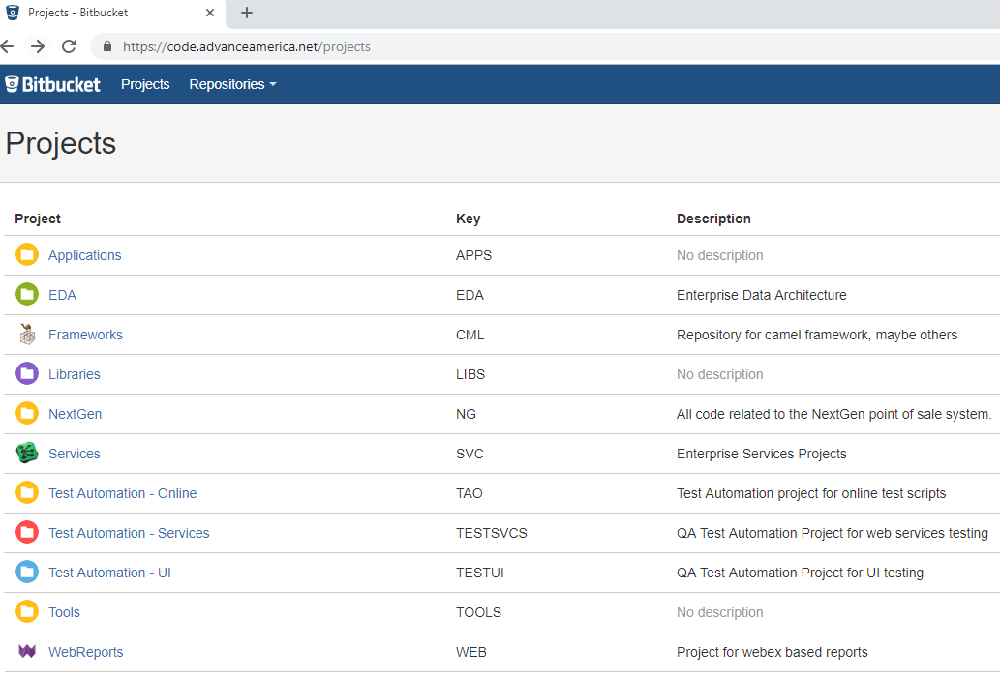 Projects - Bitbucket
https://code.advanceamerica.net/projects
Bitbucket Projects Repositories
Projects
Project Key Description
Applications APPS No description
EDA EDA Enterprise Data Architecture
Frameworks CML Repository for camel framework, maybe others
Libraries LIBS No description
NextGen NG All code related to the NextGen point of sale system.
Services SVC Enterprise Services Projects
Test Automation - Online TAO Test Automation project for online test scripts
Test Automation - Services TESTSVCS QA Test Automation Project for web services testing
Test Automation - UI TESTUI QA Test Automation Project for UI testing
Tools TOOLS No description
WebReports WEB Project for webex based reports